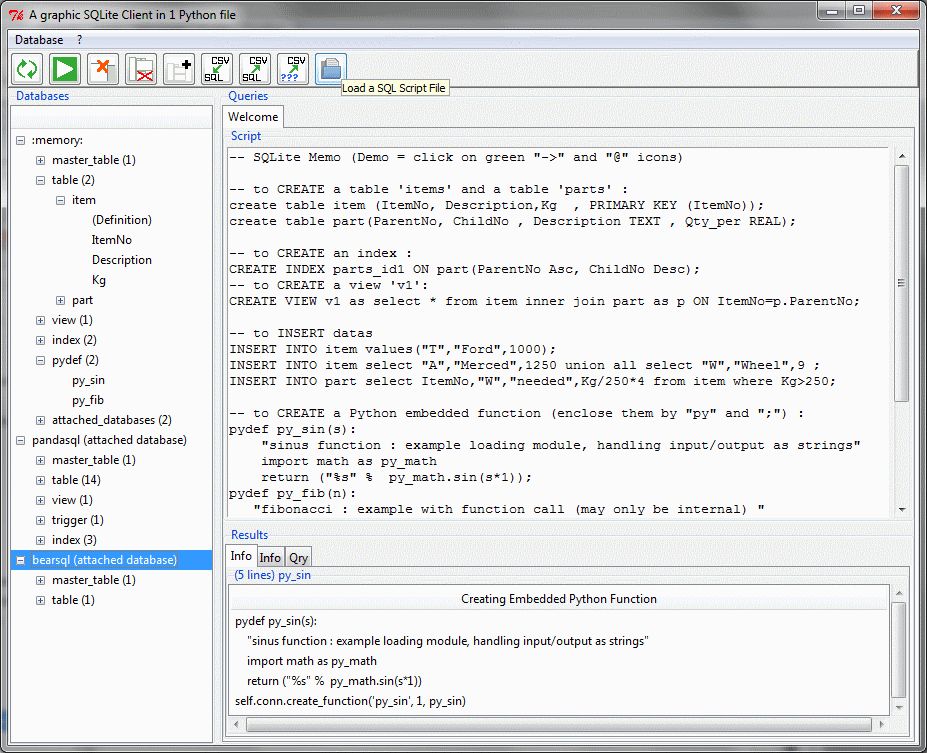 A graphic SQLite Client in 1 Python file
Database ?
CSV SQL
CSV SQL
CSV ???
Load a SQL Script File
Databases
:memory:
master_table (1)
table (2)
item
(Definition)
ItemNo
Description
Kg
part
view (1)
index (2)
pydef (2)
py_sin
py_fib
attached_databases (2)
pandasql (attached database)
master_table (1)
table (14)
view (1)
trigger (1)
index (3)
bearsql (attached database)
master_table (1)
table (1)
Queries
Welcome
Script
-- SQLite Memo (Demo = click on green "->" and "@" icons)
-- to CREATE a table 'items' and a table 'parts' :
create table item (ItemNo, Description,Kg  , PRIMARY KEY (ItemNo));
create table part(ParentNo, ChildNo , Description TEXT , Qty_per REAL);
-- to CREATE an index :
CREATE INDEX parts_id1 ON part(ParentNo Asc, ChildNo Desc);
-- to CREATE a view 'v1':
CREATE VIEW v1 as select * from item inner join part as p ON ItemNo=p.ParentNo;
-- to INSERT datas
INSERT INTO item values("T","Ford",1000);
INSERT INTO item select "A","Merced",1250 union all select "W","Wheel",9 ;
INSERT INTO part select ItemNo,"W","needed",Kg/250*4 from item where Kg>250;
-- to CREATE a Python embedded function (enclose them by "py" and ";") :
pydef py_sin(s):
"sinus function : example loading module, handling input/output as strings"
import math as py_math
return ("%s" %  py_math.sin(s*1));
pydef py_fib(n):
"fibonacci : example with function call (may only be internal) "
Results
Info Info Qry
(5 lines) py_sin
Creating Embedded Python Function
pydef py_sin(s):
"sinus function : example loading module, handling input/output as strings"
import math as py_math
return ("%s" %  py_math.sin(s*1))
self.conn.create_function('py_sin', 1, py_sin)